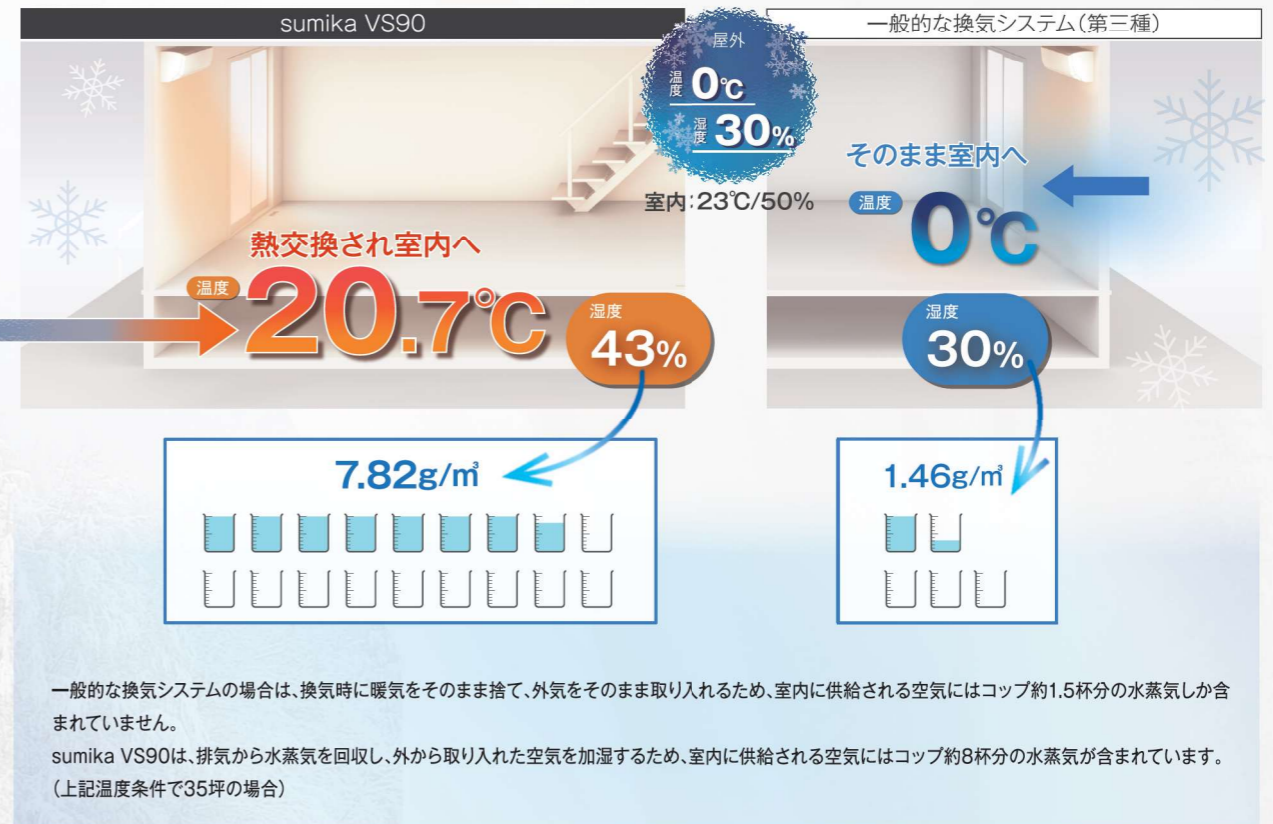 sumika VS90
一般的な換気システム(第三種)
屋外
温度 0℃
湿度 30%
室内:23℃/50%
熱交換され室内へ
温度 20.7℃
湿度
43%
そのまま室内へ
温度 0℃
湿度
30%
7.82g/㎥
1.46g/㎥
一般的な換気システムの場合は、換気時に暖気をそのまま捨て、外気をそのまま取り入れるため、室内に供給される空気にはコップ約1.5杯分の水蒸気しか含
まれていません。
sumika VS90は、排気から水蒸気を回収し、外から取り入れた空気を加湿するため、室内に供給される空気にはコップ約8杯分の水蒸気が含まれています。
(上記温度条件で35坪の場合)